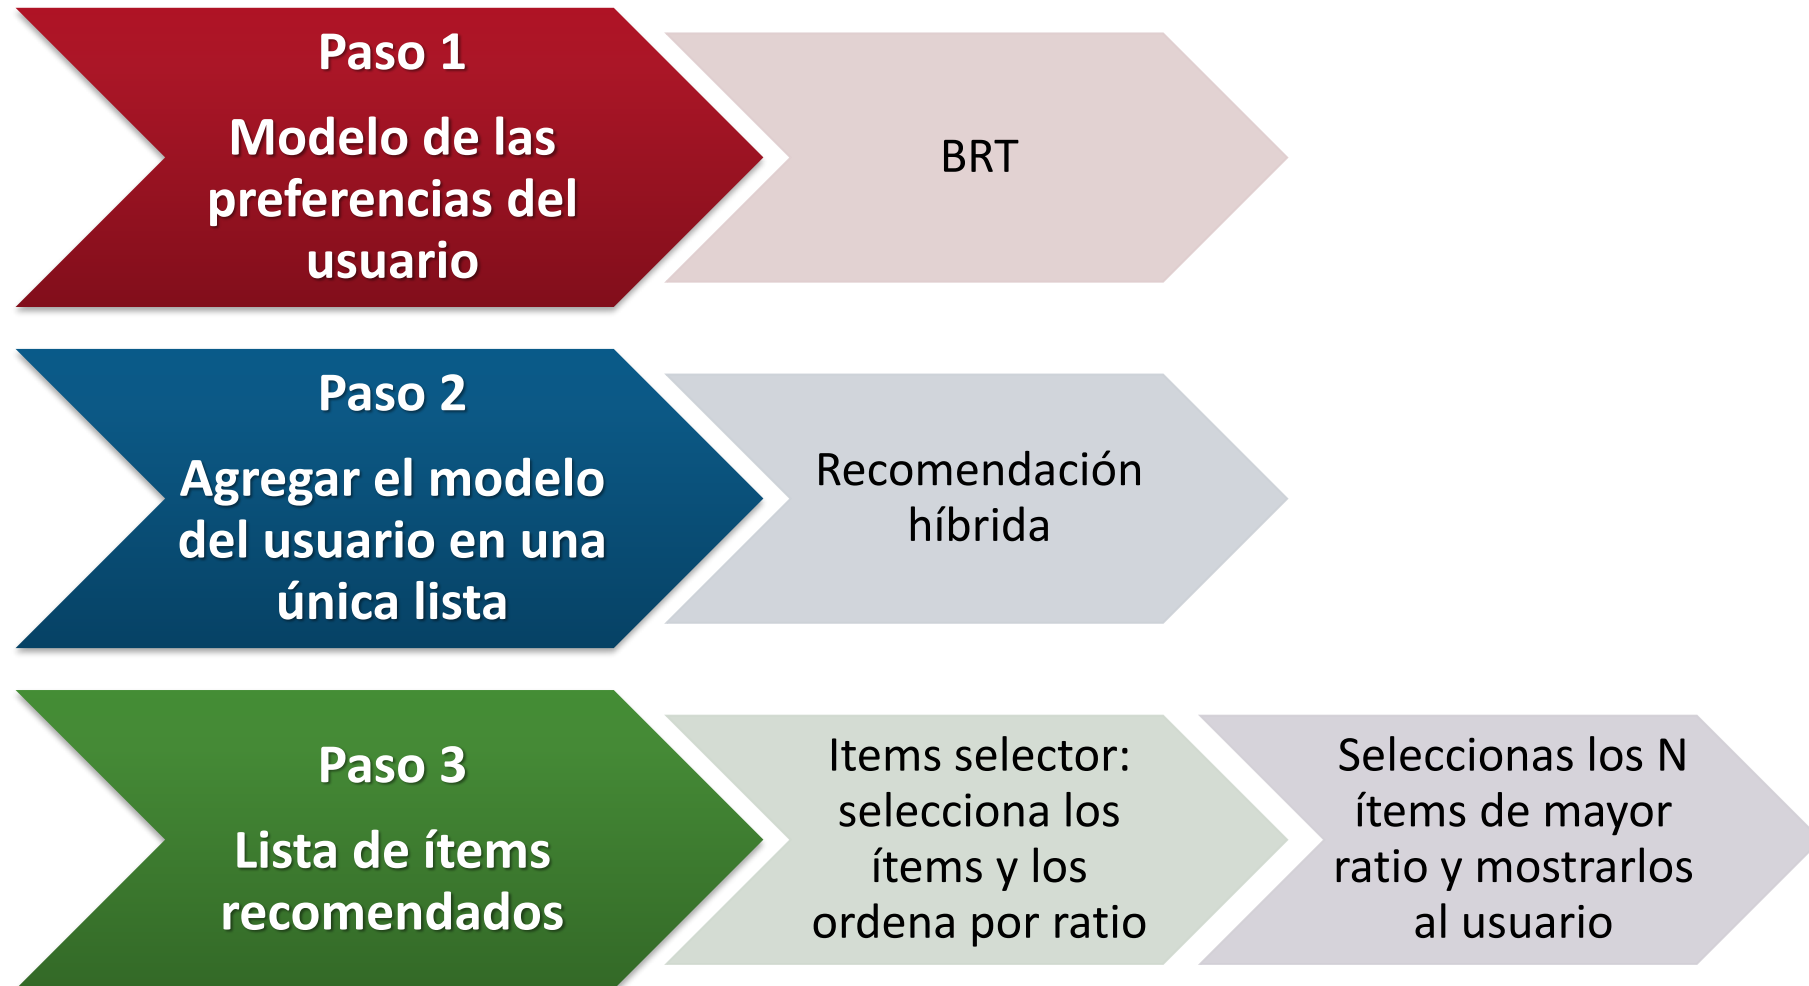 Paso 1
Modelo de las
preferencias del
usuario
BRT
Paso 2
Agregar el modelo
del usuario en una
única lista
Recomendación
híbrida
Paso 3
Lista de ítems
recomendados
Items selector:
selecciona los
ítems y los
ordena por ratio
Seleccionas los N
ítems de mayor
ratio y mostrarlos
al usuario